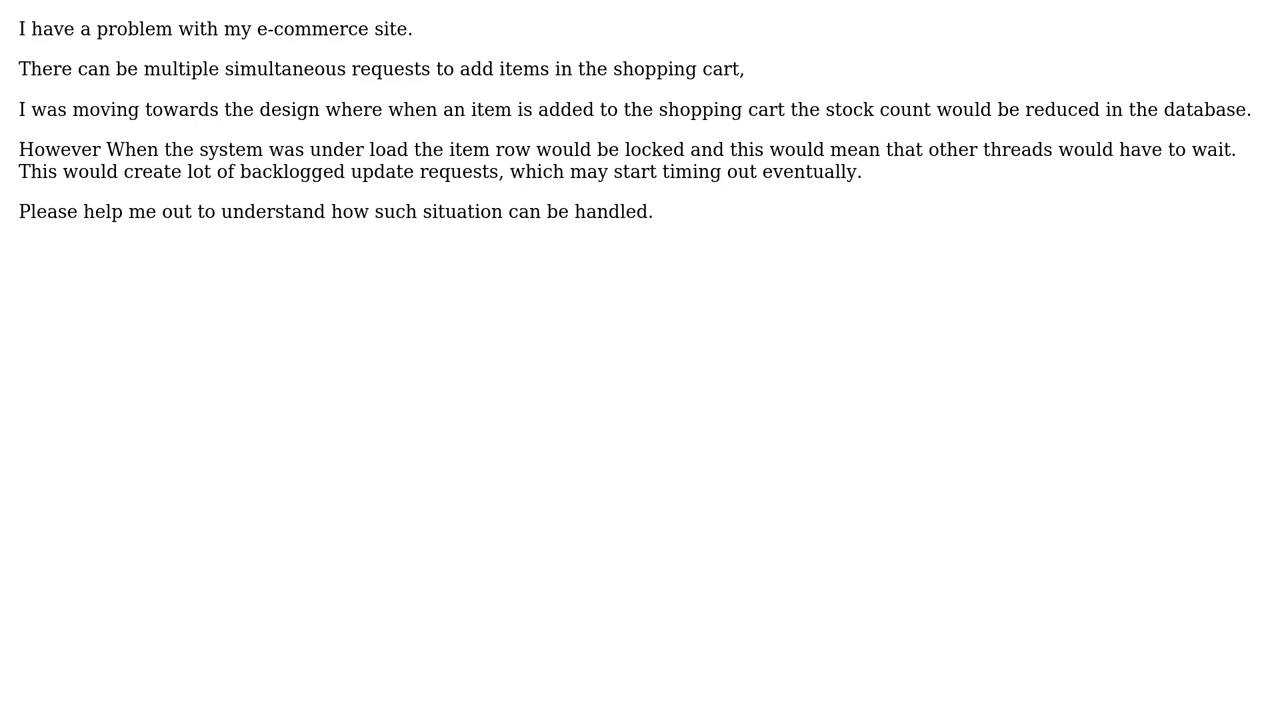 I have a problem with my e-commerce site.
There can be multiple simultaneous requests to add items in the shopping cart,
I was moving towards the design where when an item is added to the shopping cart the stock count would be reduced in the database.
However When the system was under load the item row would be locked and this would mean that other threads would have to wait.
This would create lot of backlogged update requests, which may start timing out eventually.
Please help me out to understand how such situation can be handled.